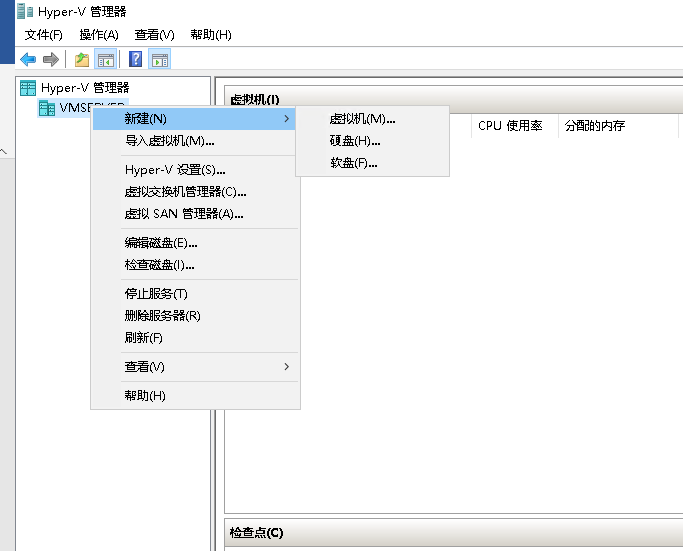 Hyper-V 管理器
文件(F) 操作(A) 查看(V) 帮助(H)
Hyper-V 管理器
VMSERVER
虚拟机(I)
CPU 使用率 分配的内存
新建(N)
导入虚拟机(M)...
Hyper-V 设置(S)...
虚拟交换机管理器(C)...
虚拟 SAN 管理器(A)...
编辑磁盘(E)...
检查磁盘(I)...
停止服务(T)
删除服务器(R)
刷新(F)
查看(V)
帮助(H)
虚拟机(M)...
硬盘(H)...
软盘(F)...
检查点(C)